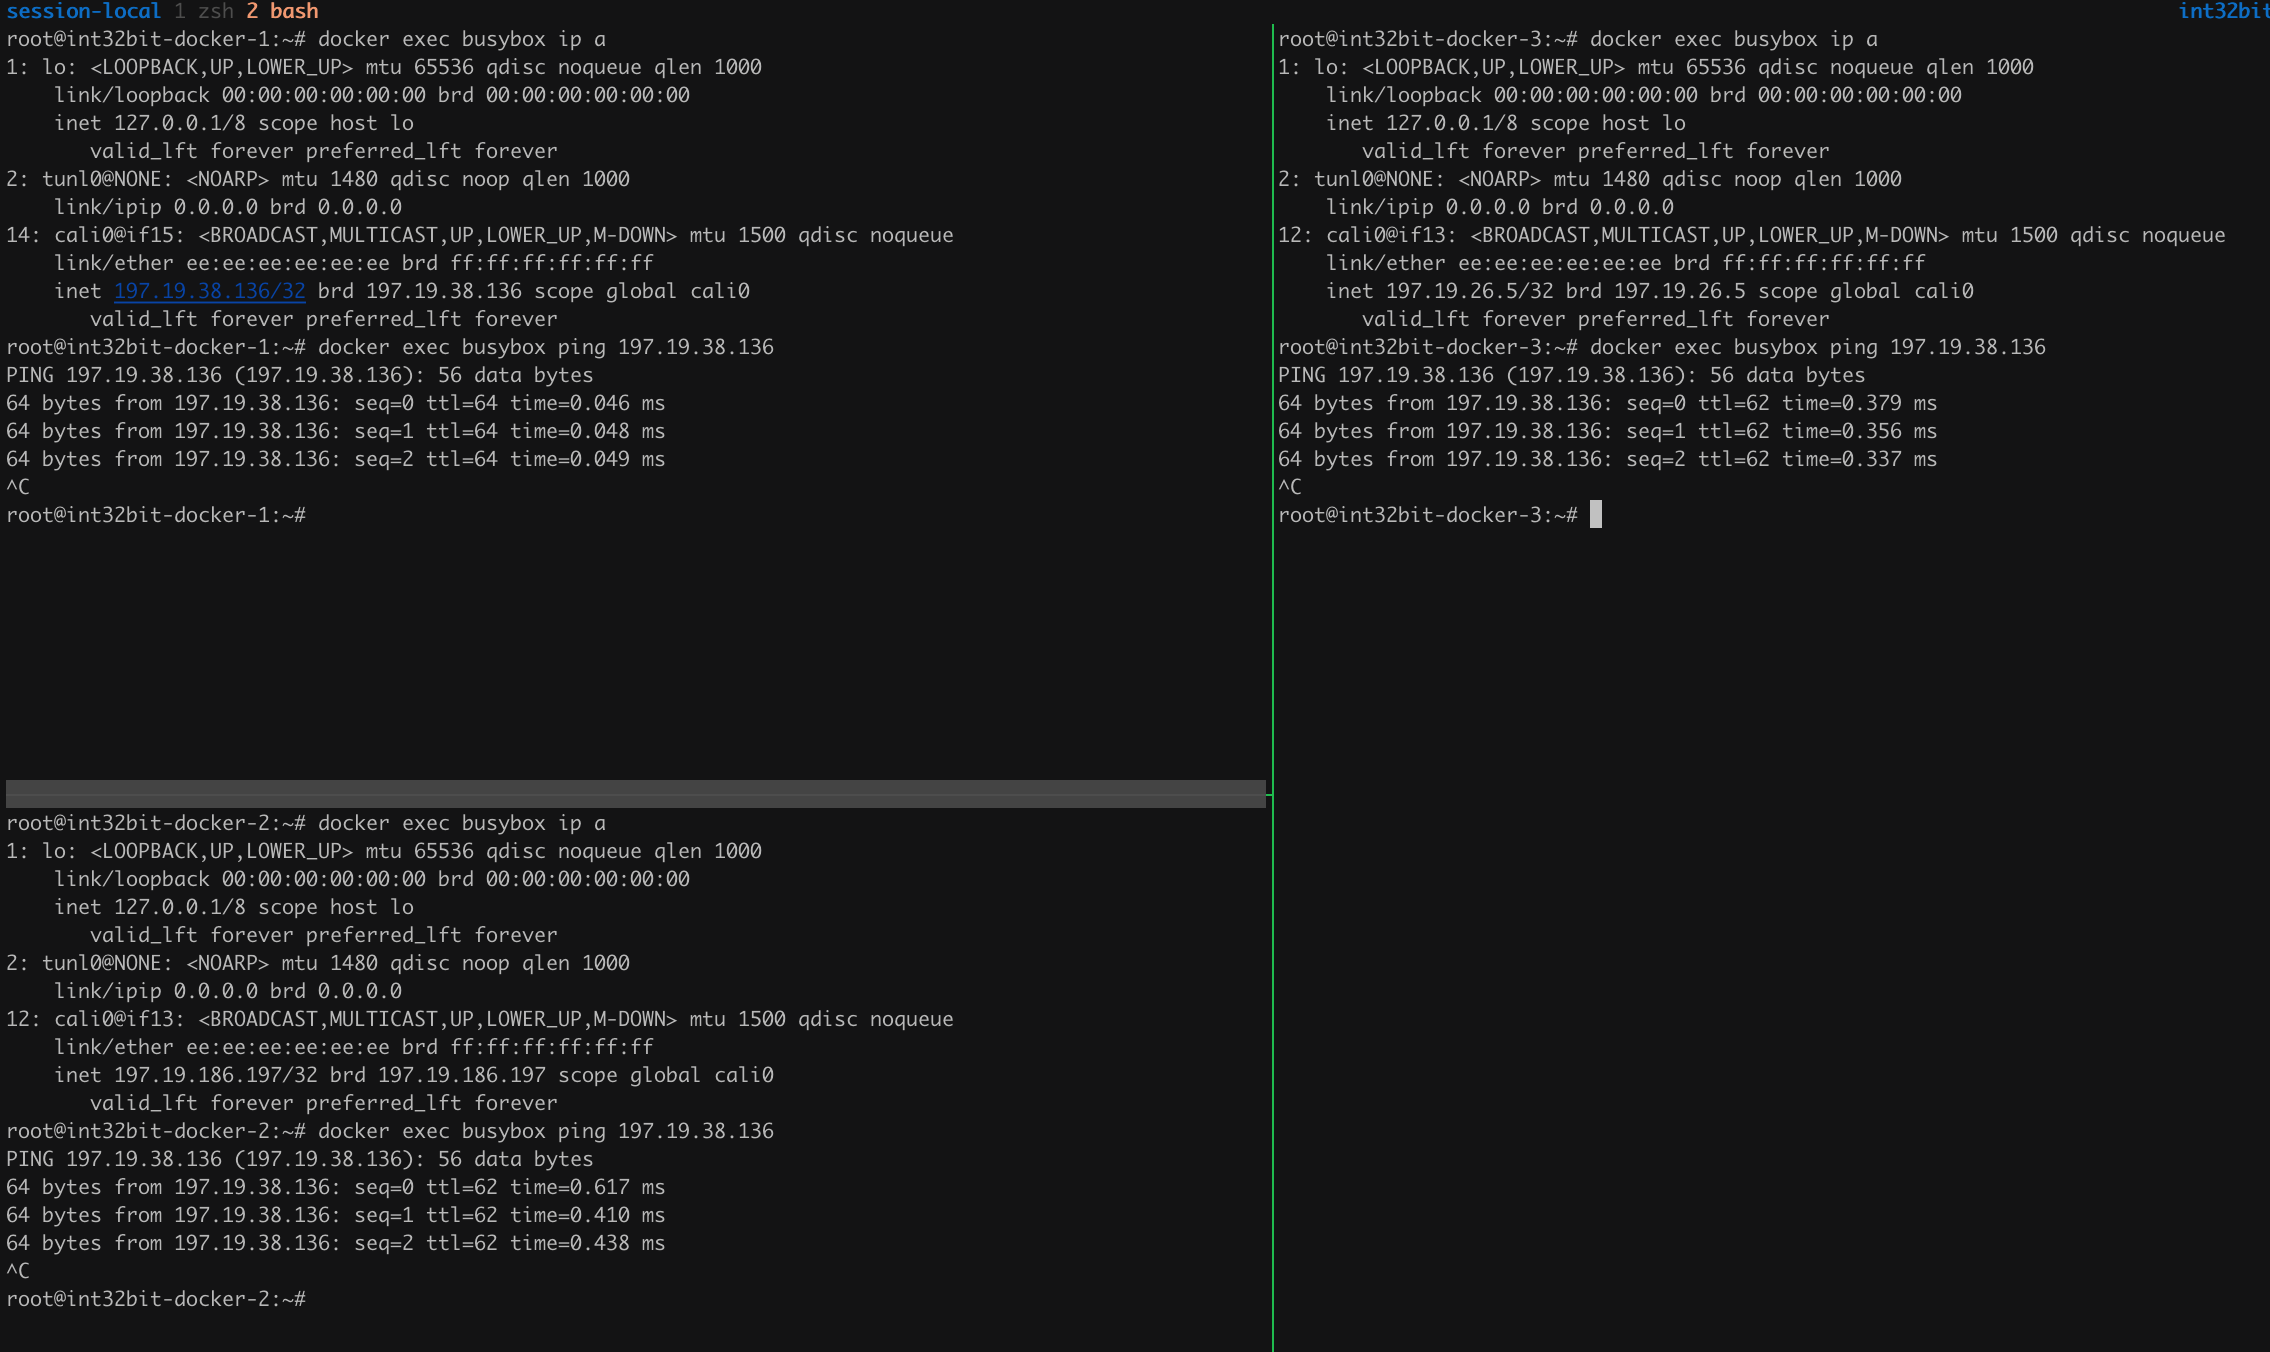 session-local 1 zsh 2 bash
int32bit
root@int32bit-docker-1:~# docker exec busybox ip a
1: lo: <LOOPBACK,UP,LOWER_UP> mtu 65536 qdisc noqueue qlen 1000
    link/loopback 00:00:00:00:00:00 brd 00:00:00:00:00:00
    inet 127.0.0.1/8 scope host lo
       valid_lft forever preferred_lft forever
2: tunl0@NONE: <NOARP> mtu 1480 qdisc noop qlen 1000
    link/ipip 0.0.0.0 brd 0.0.0.0
14: cali0@if15: <BROADCAST,MULTICAST,UP,LOWER_UP,M-DOWN> mtu 1500 qdisc noqueue
    link/ether ee:ee:ee:ee:ee:ee brd ff:ff:ff:ff:ff:ff
    inet 197.19.38.136/32 brd 197.19.38.136 scope global cali0
       valid_lft forever preferred_lft forever
root@int32bit-docker-1:~# docker exec busybox ping 197.19.38.136
PING 197.19.38.136 (197.19.38.136): 56 data bytes
64 bytes from 197.19.38.136: seq=0 ttl=64 time=0.046 ms
64 bytes from 197.19.38.136: seq=1 ttl=64 time=0.048 ms
64 bytes from 197.19.38.136: seq=2 ttl=64 time=0.049 ms
^C
root@int32bit-docker-1:~#
root@int32bit-docker-2:~# docker exec busybox ip a
1: lo: <LOOPBACK,UP,LOWER_UP> mtu 65536 qdisc noqueue qlen 1000
    link/loopback 00:00:00:00:00:00 brd 00:00:00:00:00:00
    inet 127.0.0.1/8 scope host lo
       valid_lft forever preferred_lft forever
2: tunl0@NONE: <NOARP> mtu 1480 qdisc noop qlen 1000
    link/ipip 0.0.0.0 brd 0.0.0.0
12: cali0@if13: <BROADCAST,MULTICAST,UP,LOWER_UP,M-DOWN> mtu 1500 qdisc noqueue
    link/ether ee:ee:ee:ee:ee:ee brd ff:ff:ff:ff:ff:ff
    inet 197.19.186.197/32 brd 197.19.186.197 scope global cali0
       valid_lft forever preferred_lft forever
root@int32bit-docker-2:~# docker exec busybox ping 197.19.38.136
PING 197.19.38.136 (197.19.38.136): 56 data bytes
64 bytes from 197.19.38.136: seq=0 ttl=62 time=0.617 ms
64 bytes from 197.19.38.136: seq=1 ttl=62 time=0.410 ms
64 bytes from 197.19.38.136: seq=2 ttl=62 time=0.438 ms
^C
root@int32bit-docker-2:~#
root@int32bit-docker-3:~# docker exec busybox ip a
1: lo: <LOOPBACK,UP,LOWER_UP> mtu 65536 qdisc noqueue qlen 1000
    link/loopback 00:00:00:00:00:00 brd 00:00:00:00:00:00
    inet 127.0.0.1/8 scope host lo
       valid_lft forever preferred_lft forever
2: tunl0@NONE: <NOARP> mtu 1480 qdisc noop qlen 1000
    link/ipip 0.0.0.0 brd 0.0.0.0
12: cali0@if13: <BROADCAST,MULTICAST,UP,LOWER_UP,M-DOWN> mtu 1500 qdisc noqueue
    link/ether ee:ee:ee:ee:ee:ee brd ff:ff:ff:ff:ff:ff
    inet 197.19.26.5/32 brd 197.19.26.5 scope global cali0
       valid_lft forever preferred_lft forever
root@int32bit-docker-3:~# docker exec busybox ping 197.19.38.136
PING 197.19.38.136 (197.19.38.136): 56 data bytes
64 bytes from 197.19.38.136: seq=0 ttl=62 time=0.379 ms
64 bytes from 197.19.38.136: seq=1 ttl=62 time=0.356 ms
64 bytes from 197.19.38.136: seq=2 ttl=62 time=0.337 ms
^C
root@int32bit-docker-3:~#